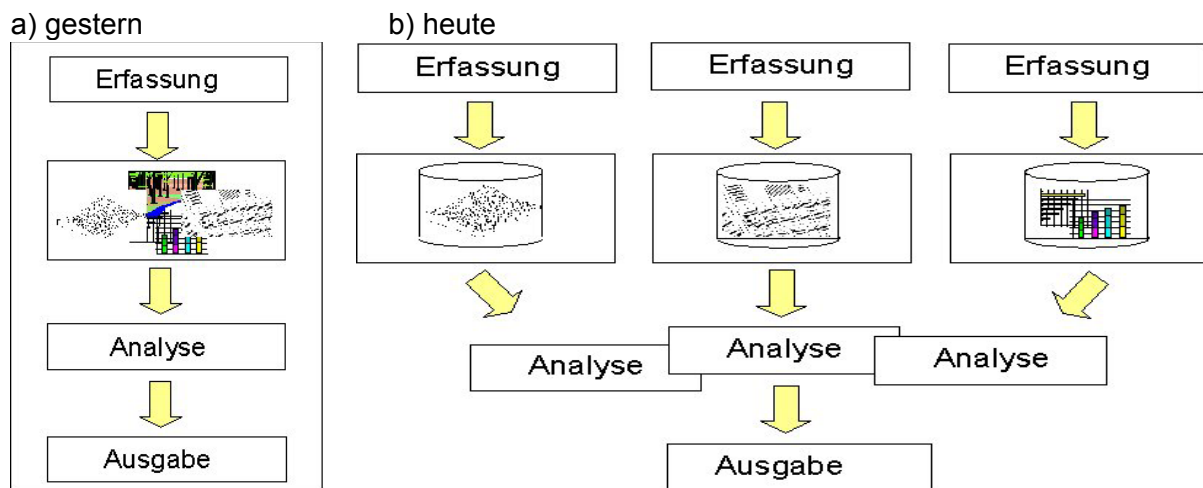 a) gestern
b) heute
Erfassung
Analyse
Ausgabe
Erfassung
Erfassung
Erfassung
Analyse
Analyse
Analyse
Ausgabe